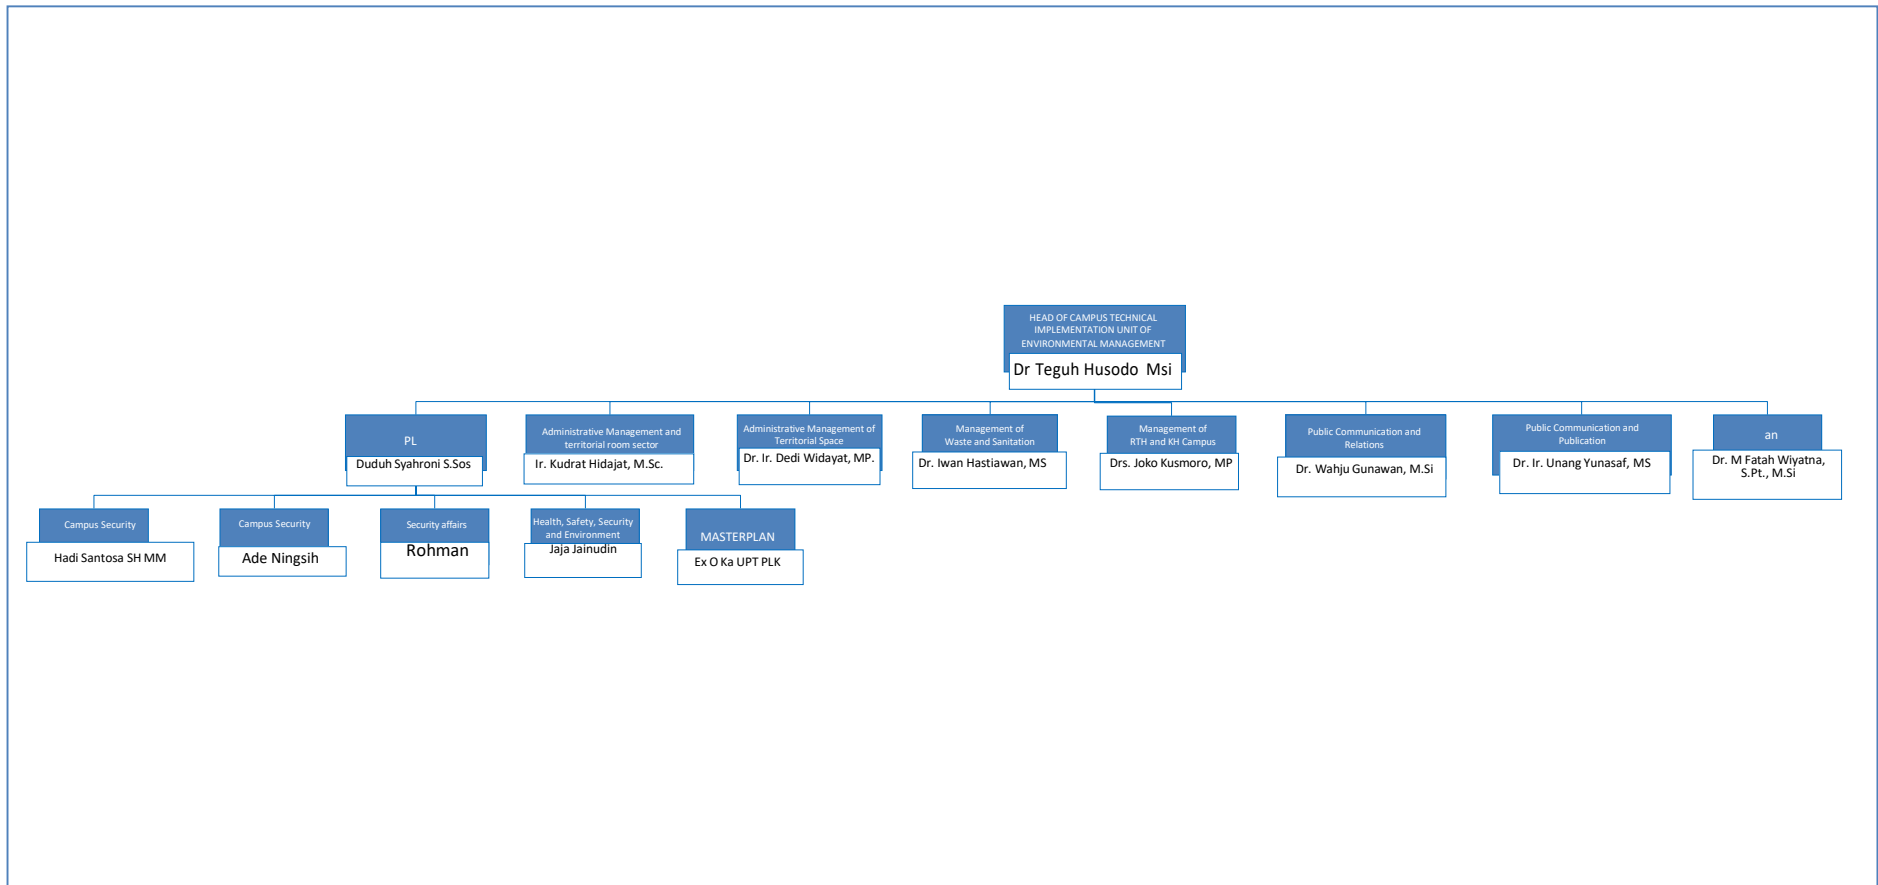 HEAD OF CAMPUS TECHNICAL
IMPLEMENTATION UNIT OF
ENVIRONMENTAL MANAGEMENT
Dr Teguh Husodo Msi
PL
Duduh Syahroni S.Sos
Administrative Management and
territorial room sector
Ir. Kudrat Hidajat, M.Sc.
Administrative Management of
Territorial Space
Dr. Ir. Dedi Widayat, MP.
Management of
Waste and Sanitation
Dr. Iwan Hastiawan, MS
Management of
RTH and KH Campus
Drs. Joko Kusmoro, MP
Public Communication and
Relations
Dr. Wahju Gunawan, M.Si
Public Communication and
Publication
Dr. Ir. Unang Yunasaf, MS
an
Dr. M Fatah Wiyatna,
S.Pt., M.Si
Campus Security
Hadi Santosa SH MM
Campus Security
Ade Ningsih
Security affairs
Rohman
Health, Safety, Security
and Environment
Jaja Jainudin
MASTERPLAN
Ex O Ka UPT PLK